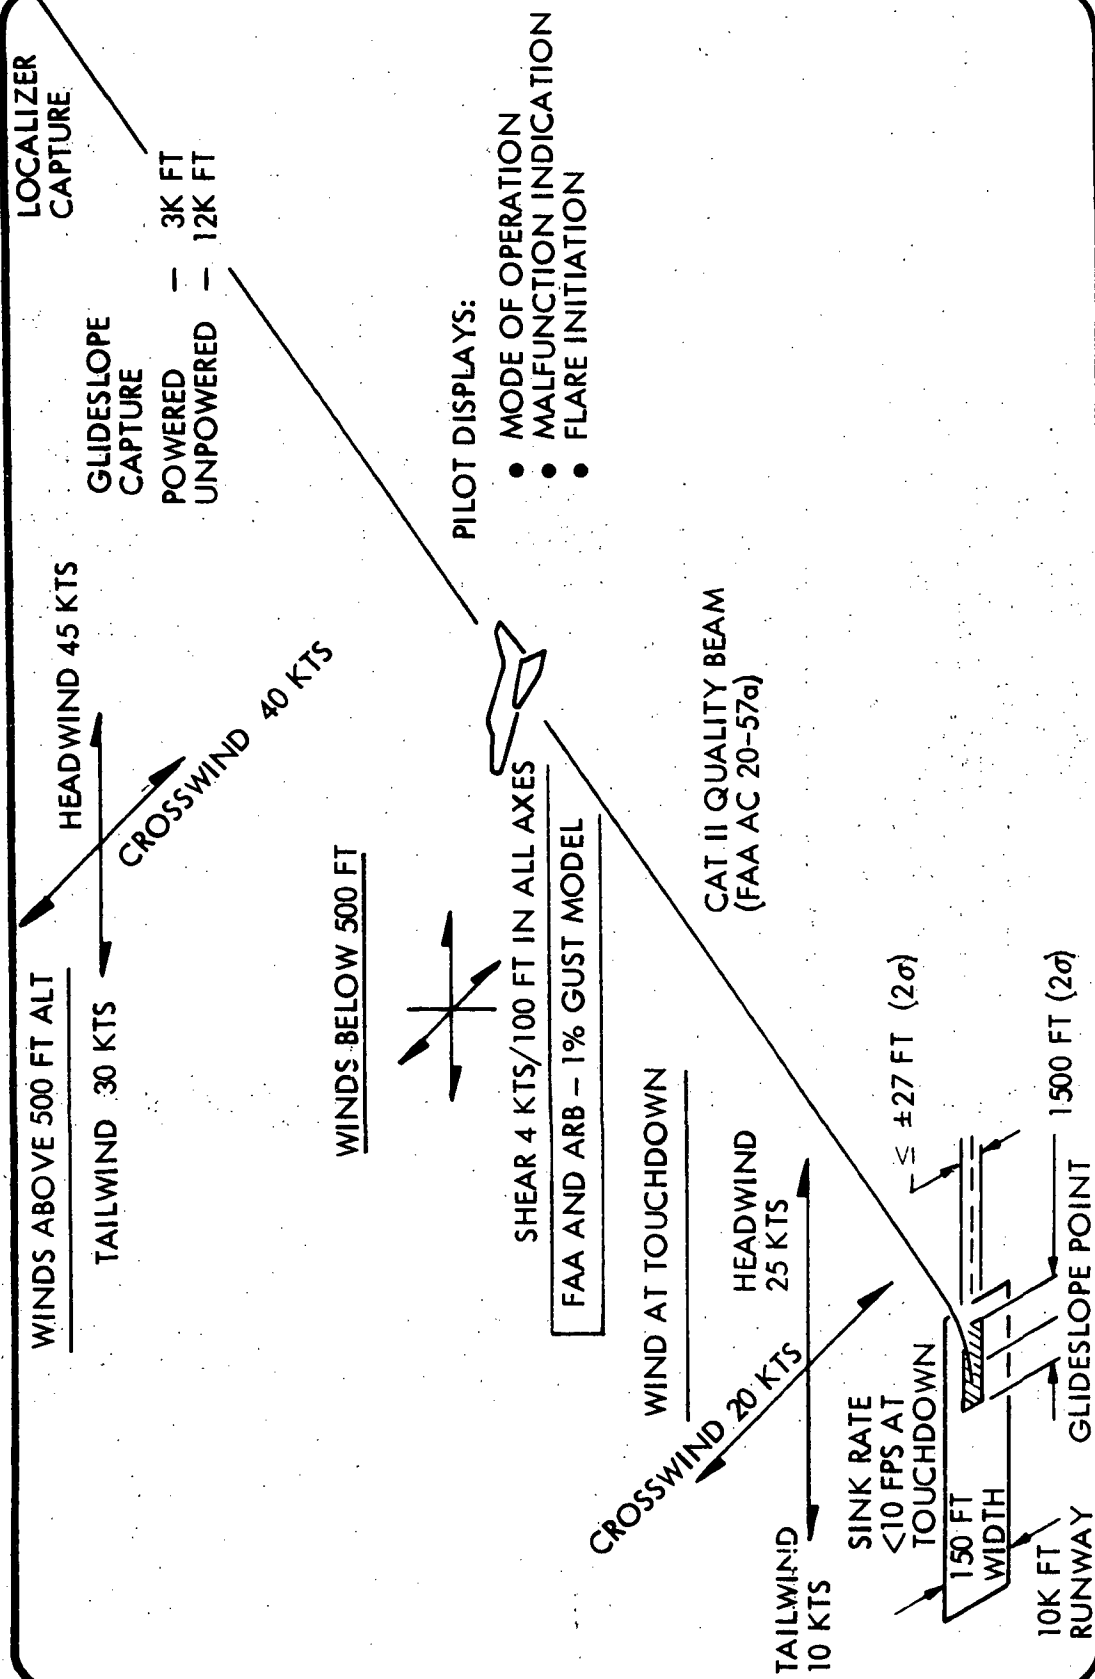 WINDS ABOVE 500 FT ALT
TAILWIND 30 KTS
HEADWIND 45 KTS
CROSSWIND 40 KTS
LOCALIZER
CAPTURE
GLIDESLOPE
CAPTURE
POWERED — 3K FT
UNPOWERED — 12K FT
WINDS BELOW 500 FT
SHEAR 4 KTS/100 FT IN ALL AXES
FAA AND ARB – 1% GUST MODEL
PILOT DISPLAYS:
● MODE OF OPERATION
● MALFUNCTION INDICATION
● FLARE INITIATION
WIND AT TOUCHDOWN
CROSSWIND 20 KTS
HEADWIND
25 KTS
TAILWIND
10 KTS
CAT II QUALITY BEAM
(FAA AC 20-57a)
SINK RATE
<10 FPS AT
TOUCHDOWN
≤ ±27 FT (2σ)
150 FT
WIDTH
1500 FT (2σ)
10K FT
RUNWAY
GLIDESLOPE POINT